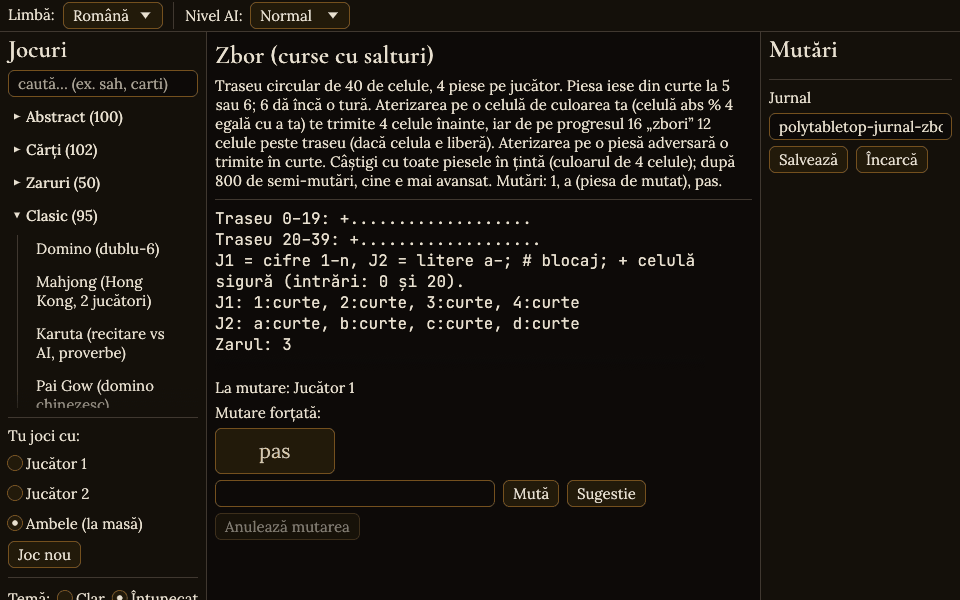 Limbă: Română ▼ Nivel AI: Normal ▼
Jocuri
caută... (ex. sah, carti)
▸ Abstract (100)
▸ Cărți (102)
▸ Zaruri (50)
▾ Clasic (95)
Domino (dublu-6)
Mahjong (Hong
Kong, 2 jucători)
Karuta (recitare vs
AI, proverbe)
Pai Gow (domino
chinezesc)
Tu joci cu:
Jucător 1
Jucător 2
Ambele (la masă)
Joc nou
Temă: Clar Întunecat
Zbor (curse cu salturi)
Traseu circular de 40 de celule, 4 piese pe jucător. Piesa iese din curte la 5
sau 6; 6 dă încă o tură. Aterizarea pe o celulă de culoarea ta (celulă abs % 4
egală cu a ta) te trimite 4 celule înainte, iar de pe progresul 16 „zbori” 12
celule peste traseu (dacă celula e liberă). Aterizarea pe o piesă adversară o
trimite în curte. Câștigi cu toate piesele în țintă (culoarul de 4 celule); după
800 de semi-mutări, cine e mai avansat. Mutări: 1, a (piesa de mutat), pas.
Traseu 0–19: +...................
Traseu 20–39: +...................
J1 = cifre 1–n, J2 = litere a–; # blocaj; + celulă
sigură (intrări: 0 și 20).
J1: 1:curte, 2:curte, 3:curte, 4:curte
J2: a:curte, b:curte, c:curte, d:curte
Zarul: 3
La mutare: Jucător 1
Mutare forțată:
pas
Mută Sugestie
Anulează mutarea
Mutări
Jurnal
polytabletop-jurnal-zbo
Salvează Încarcă